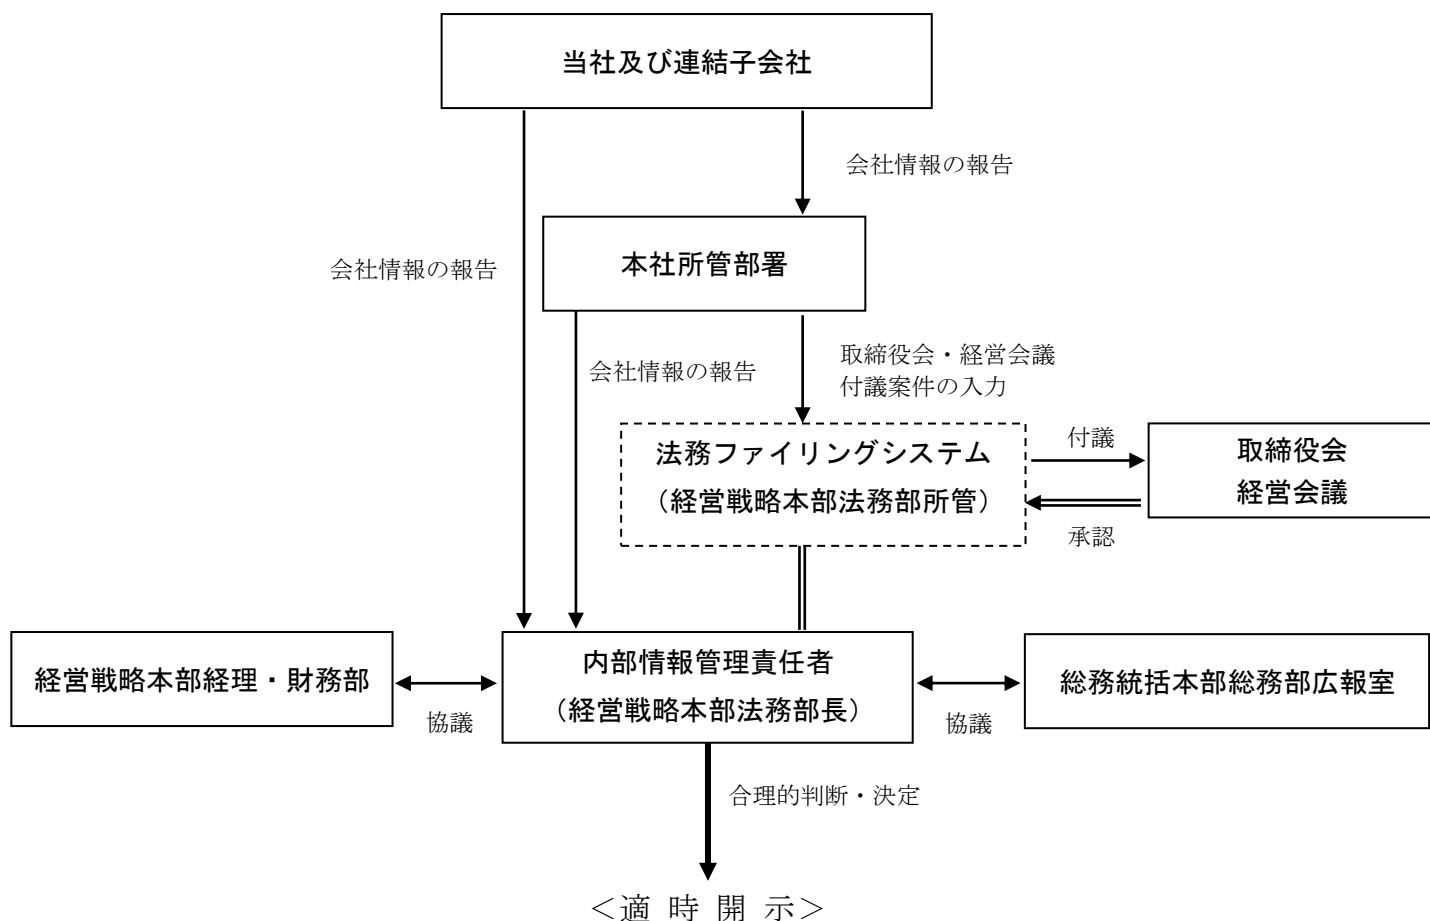 当社及び連結子会社
会社情報の報告
本社所管部署
会社情報の報告
会社情報の報告
取締役会・経営会議
付議案件の入力
法務ファイリングシステム
（経営戦略本部法務部所管）
付議
承認
取締役会
経営会議
経営戦略本部経理・財務部
協議
内部情報管理責任者
（経営戦略本部法務部長）
協議
総務統括本部総務部広報室
合理的判断・決定
＜適 時 開 示＞